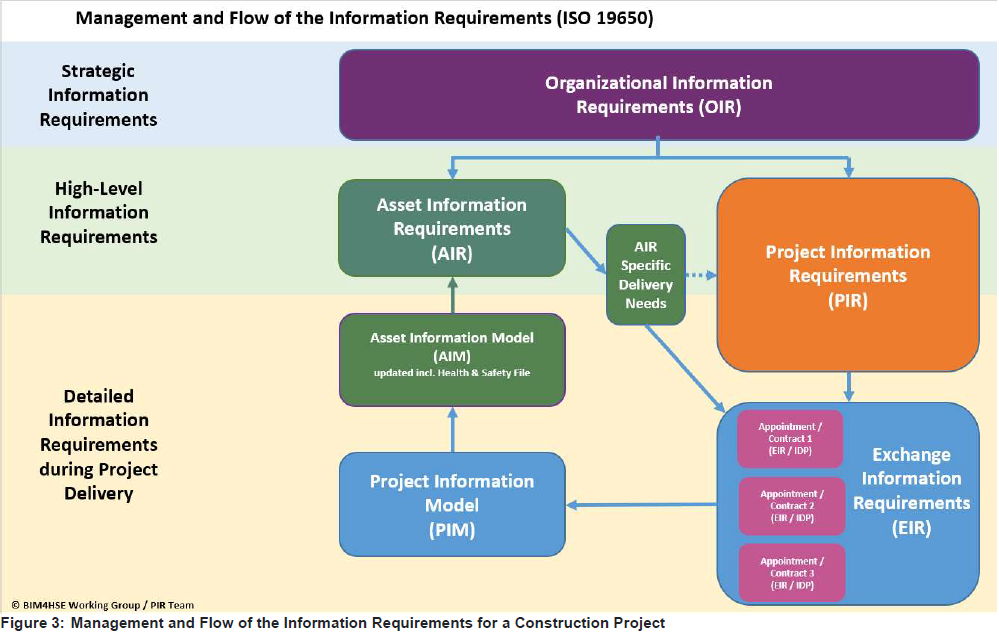 Management and Flow of the Information Requirements (ISO 19650)
Strategic
Information
Requirements
Organizational Information
Requirements (OIR)
High-Level
Information
Requirements
Asset Information
Requirements
(AIR)
AIR
Specific
Delivery
Needs
Project Information
Requirements
(PIR)
Detailed
Information
Requirements
during Project
Delivery
Asset Information Model
(AIM)
updated incl. Health & Safety File
Project Information
Model
(PIM)
Appointment /
Contract 1
(EIR / IDP)
Appointment /
Contract 2
(EIR / IDP)
Appointment /
Contract 3
(EIR / IDP)
Exchange
Information
Requirements
(EIR)
© BIM4HSE Working Group / PIR Team
Figure 3: Management and Flow of the Information Requirements for a Construction Project